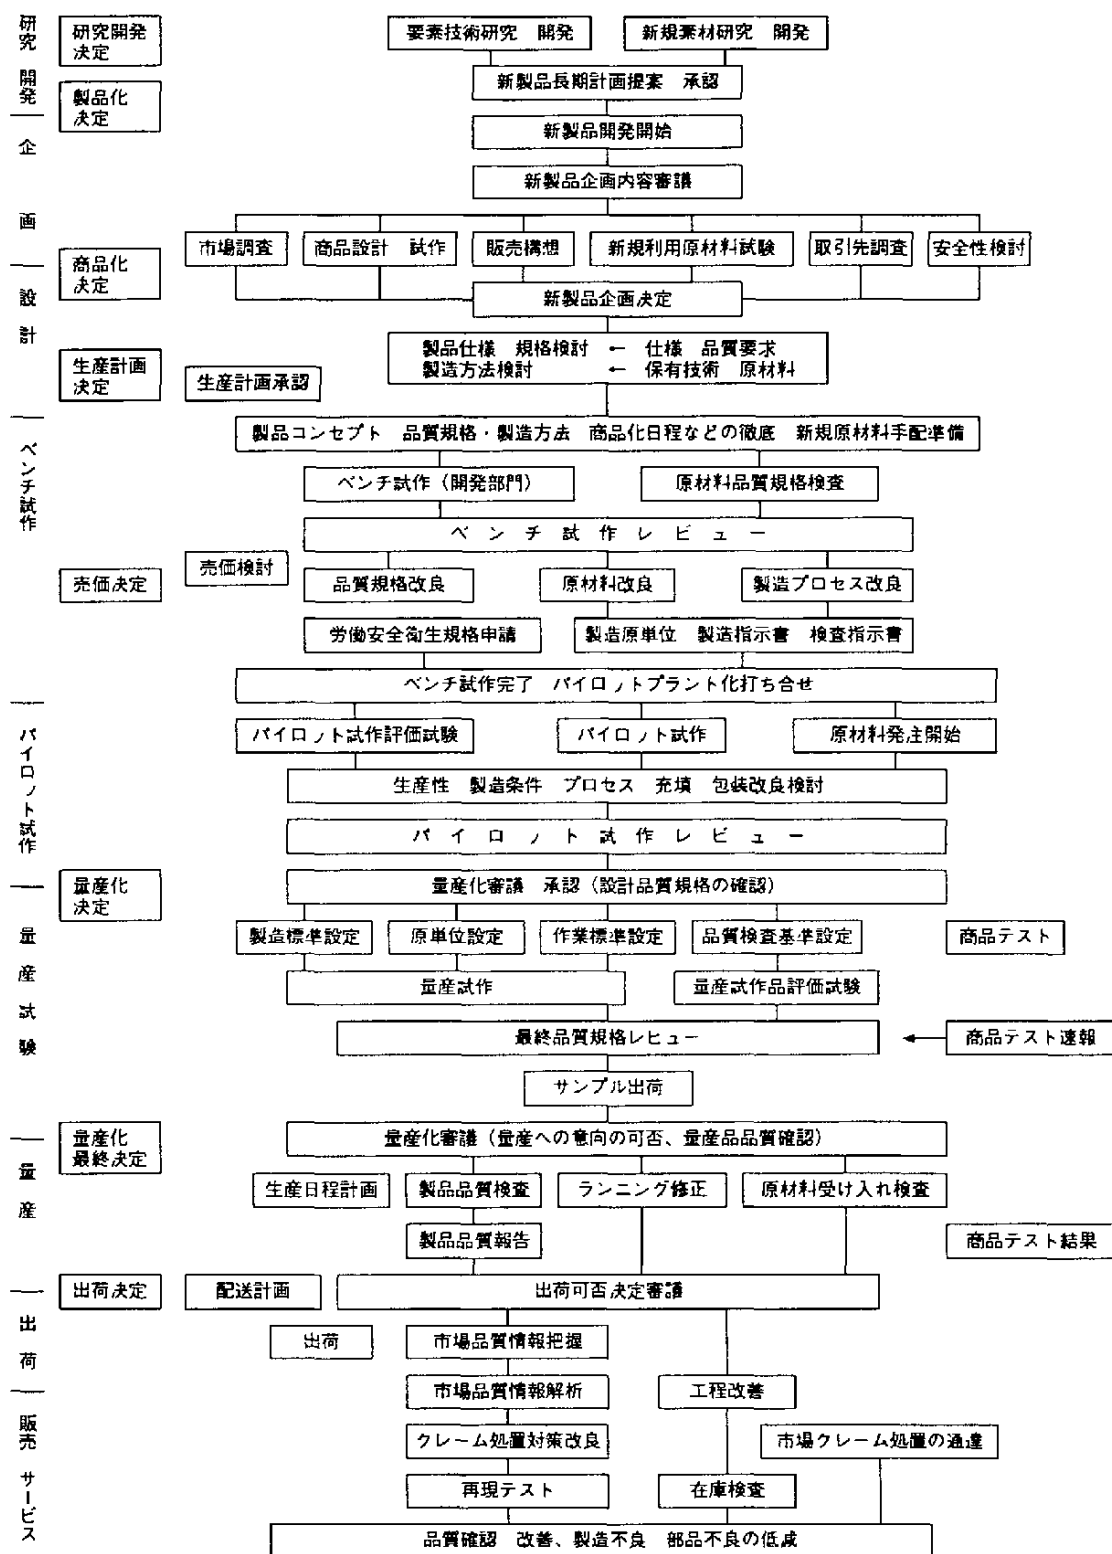 研究開発
研究開発
決定
要素技術研究 開発
新規素材研究 開発
新製品長期計画提案 承認
製品化
決定
新製品開発開始
企画
新製品企画内容審議
市場調査
商品設計 試作
販売構想
新規利用原材料試験
取引先調査
安全性検討
商品化
決定
新製品企画決定
設計
製品仕様 規格検討 ← 仕様 品質要求
製造方法検討 ← 保有技術 原材料
生産計画
決定
生産計画承認
製品コンセプト 品質規格・製造方法 商品化日程などの徹底 新規原材料手配準備
ベンチ試作
ベンチ試作(開発部門)
原材料品質規格検査
ベンチ試作レビュー
売価検討
売価決定
品質規格改良
原材料改良
製造プロセス改良
労働安全衛生規格申請
製造原単位 製造指示書 検査指示書
ベンチ試作完了 パイロットプラント化打ち合せ
パイロット試作
パイロット試作評価試験
パイロット試作
原材料発注開始
生産性 製造条件 プロセス 充填 包装改良検討
パイロット試作レビュー
量産化
決定
量産化審議 承認(設計品質規格の確認)
量産試験
製造標準設定
原単位設定
作業標準設定
品質検査基準設定
商品テスト
量産試作
量産試作品評価試験
最終品質規格レビュー
← 商品テスト速報
サンプル出荷
量産化
最終決定
量産化審議(量産への意向の可否、量産品品質確認)
量産
生産日程計画
製品品質検査
ランニング修正
原材料受け入れ検査
製品品質報告
商品テスト結果
出荷決定
配送計画
出荷可否決定審議
出荷
出荷
市場品質情報把握
市場品質情報解析
工程改善
販売サービス
クレーム処置対策改良
市場クレーム処置の通達
再現テスト
在庫検査
品質確認 改善、製造不良 部品不良の低減